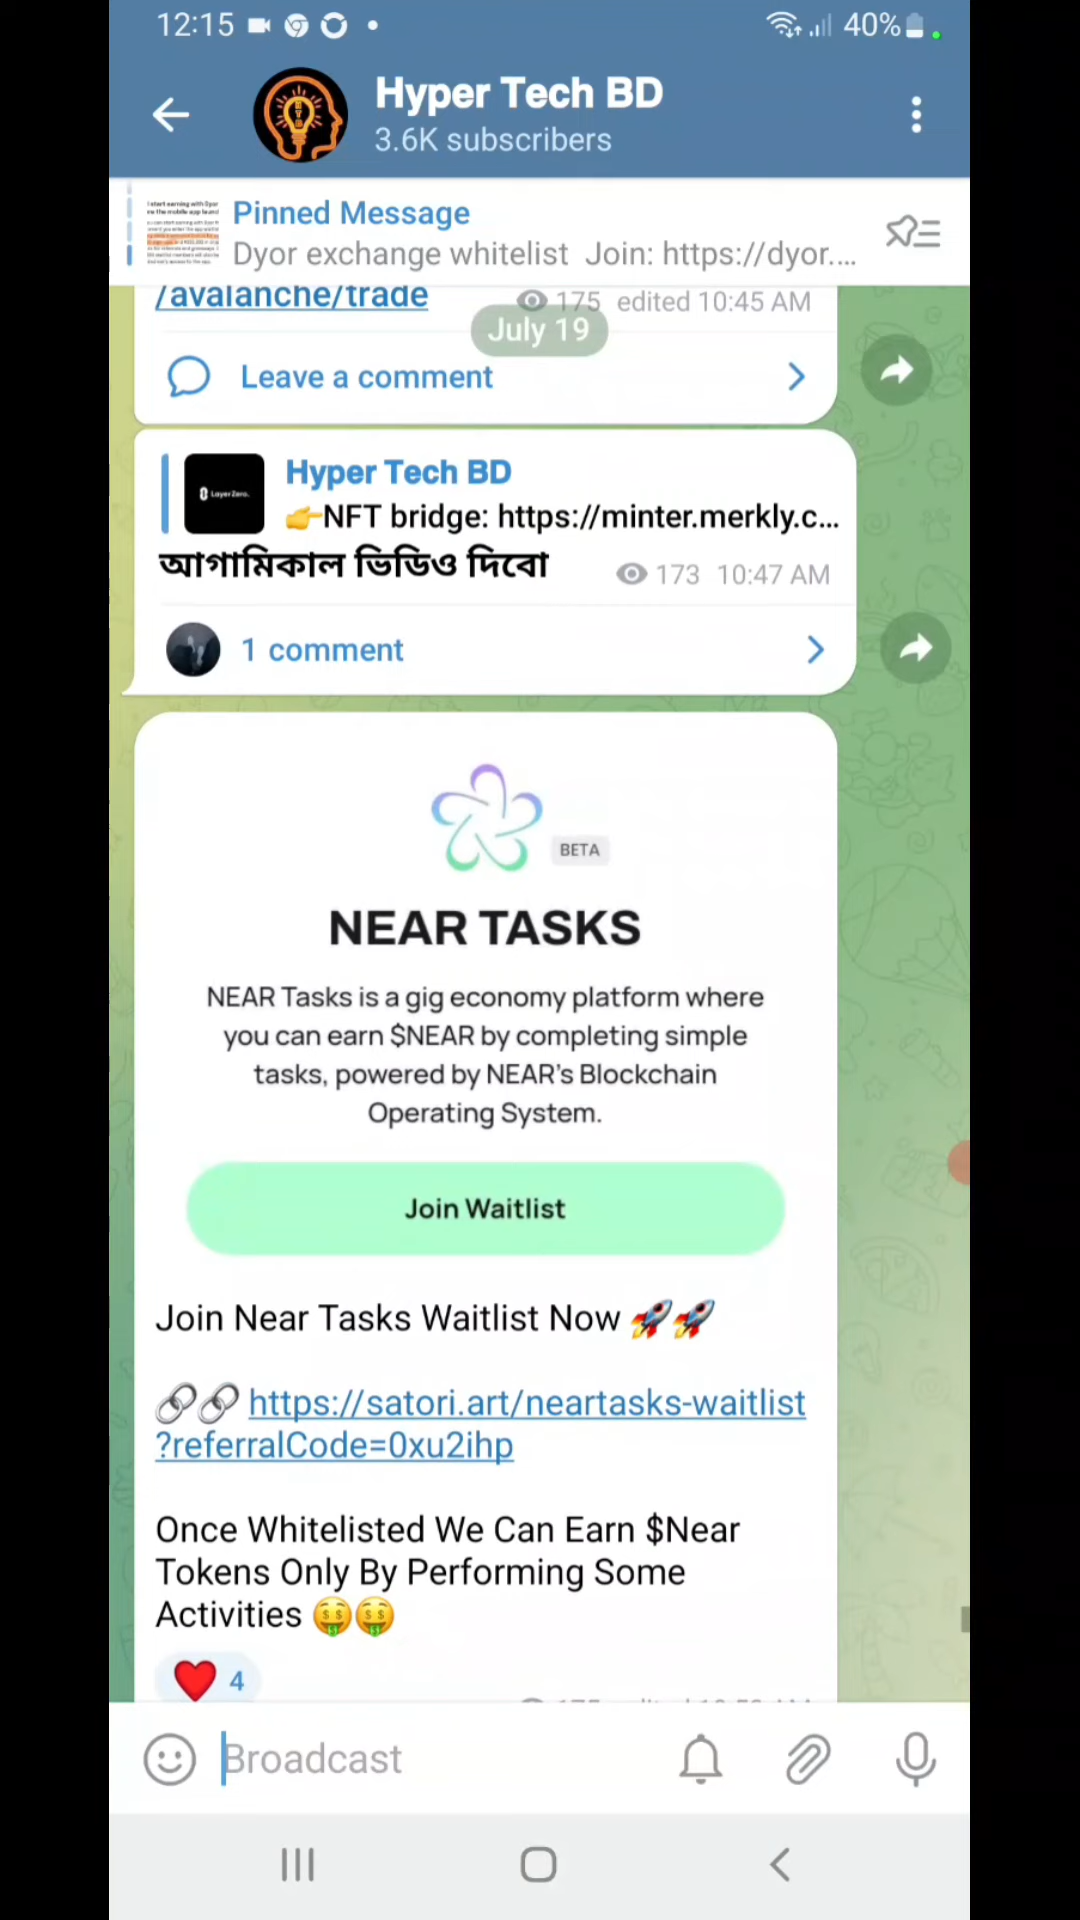 12:15
40%
Hyper Tech BD
3.6K subscribers
Pinned Message
Dyor exchange whitelist Join: https://dyor....
/avalanche/trade
175 edited 10:45 AM
July 19
Leave a comment
LayerZero.
Hyper Tech BD
👉NFT bridge: https://minter.merkly.c...
আগামিকাল ভিডিও দিবো
173 10:47 AM
1 comment
BETA
NEAR TASKS
NEAR Tasks is a gig economy platform where
you can earn $NEAR by completing simple
tasks, powered by NEAR's Blockchain
Operating System.
Join Waitlist
Join Near Tasks Waitlist Now 🚀🚀
🔗🔗 https://satori.art/neartasks-waitlist
?referralCode=0xu2ihp
Once Whitelisted We Can Earn $Near
Tokens Only By Performing Some
Activities 🤑🤑
❤️ 4
Broadcast